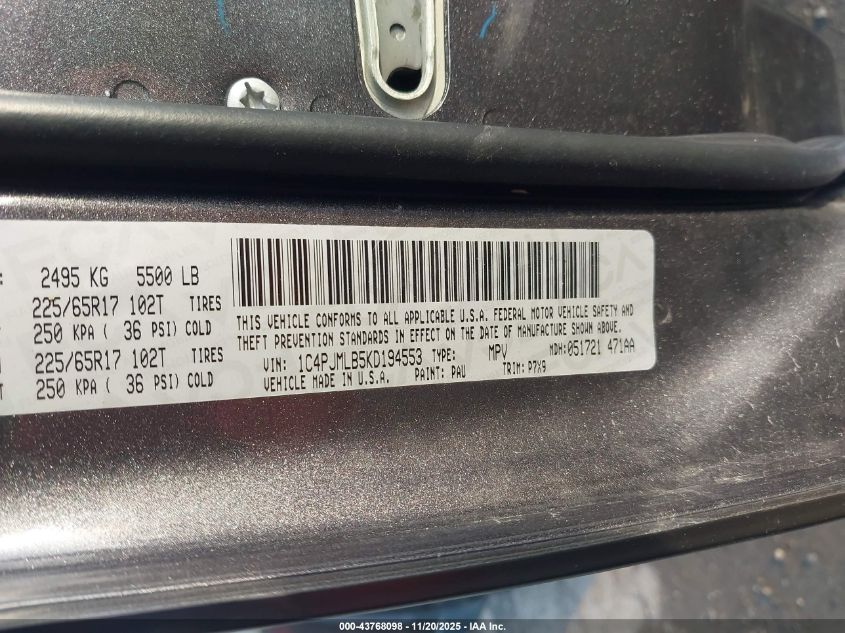 : 2495 KG 5500 LB
225/65R17 102T TIRES
250 KPA ( 36 PSI) COLD
225/65R17 102T TIRES
250 KPA ( 36 PSI) COLD
THIS VEHICLE CONFORMS TO ALL APPLICABLE U.S.A. FEDERAL MOTOR VEHICLE SAFETY AND
THEFT PREVENTION STANDARDS IN EFFECT ON THE DATE OF MANUFACTURE SHOWN ABOVE.
VIN: 1C4PJMLB5KD194553 TYPE: MPV MDH:051721 471AA
VEHICLE MADE IN U.S.A. PAINT: PAU TRIM: P7X9
000-43768098 - 11/20/2025 - IAA Inc.